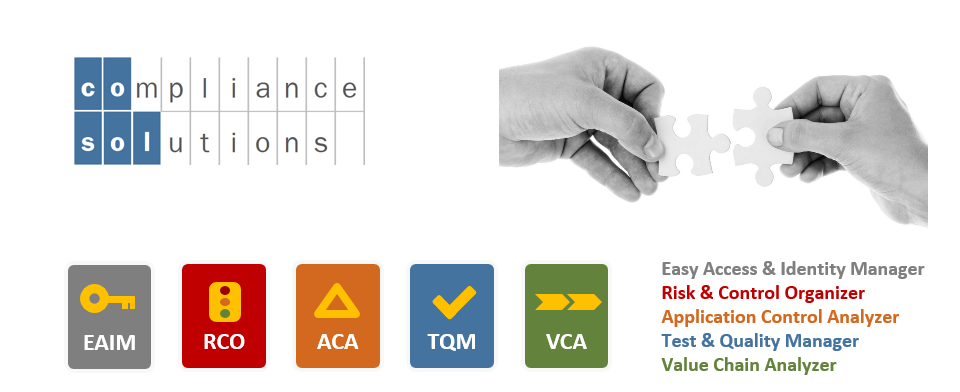 compliance
solutions
EAIM
RCO
ACA
TQM
VCA
Easy Access & Identity Manager
Risk & Control Organizer
Application Control Analyzer
Test & Quality Manager
Value Chain Analyzer